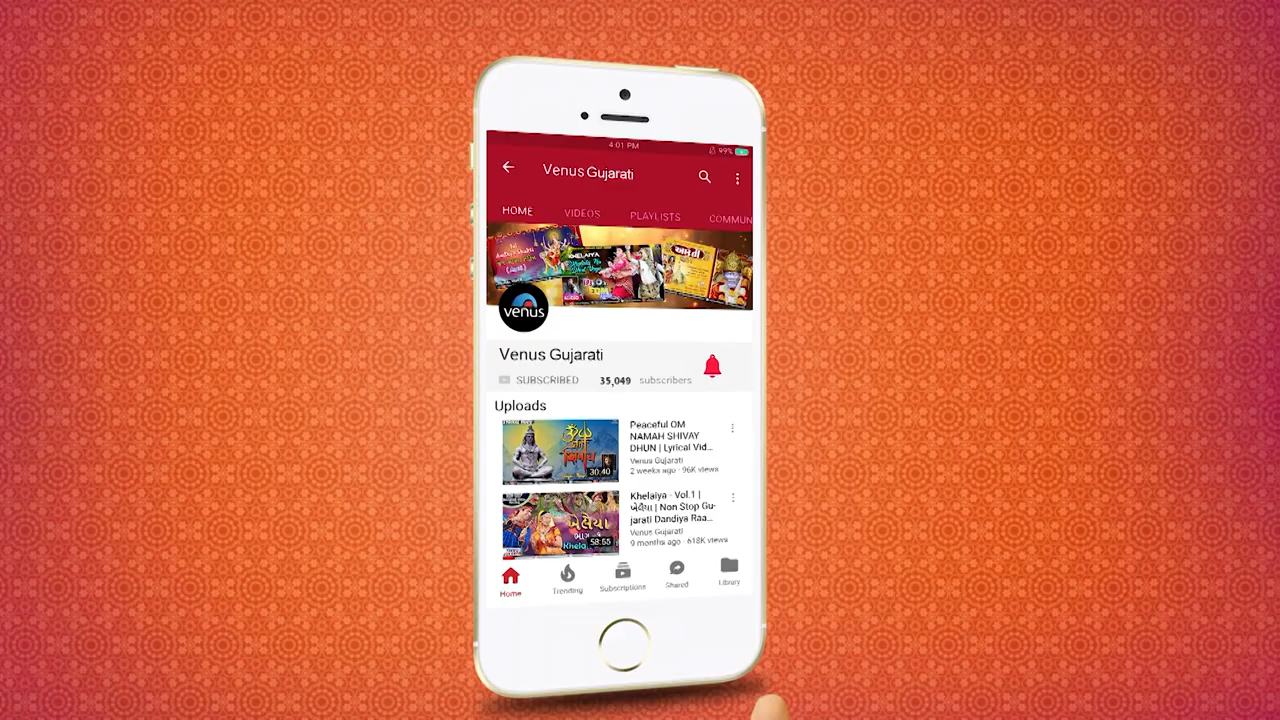 4:01 PM
99%
Venus Gujarati
HOME
VIDEOS
PLAYLISTS
COMMUN
KHELAIYA
venus
Venus Gujarati
SUBSCRIBED
35,049 subscribers
Uploads
30:40
Peaceful OM
NAMAH SHIVAY
DHUN | Lyrical Vid...
Venus Gujarati
2 weeks ago · 96K views
ખેલૈયા
ભાગ-૧
Khela
58:55
Khelaiya - Vol.1 |
ખેલૈયા | Non Stop Gu-
jarati Dandiya Raa...
Venus Gujarati
9 months ago · 618K views
Home
Trending
Subscriptions
Shared
Library